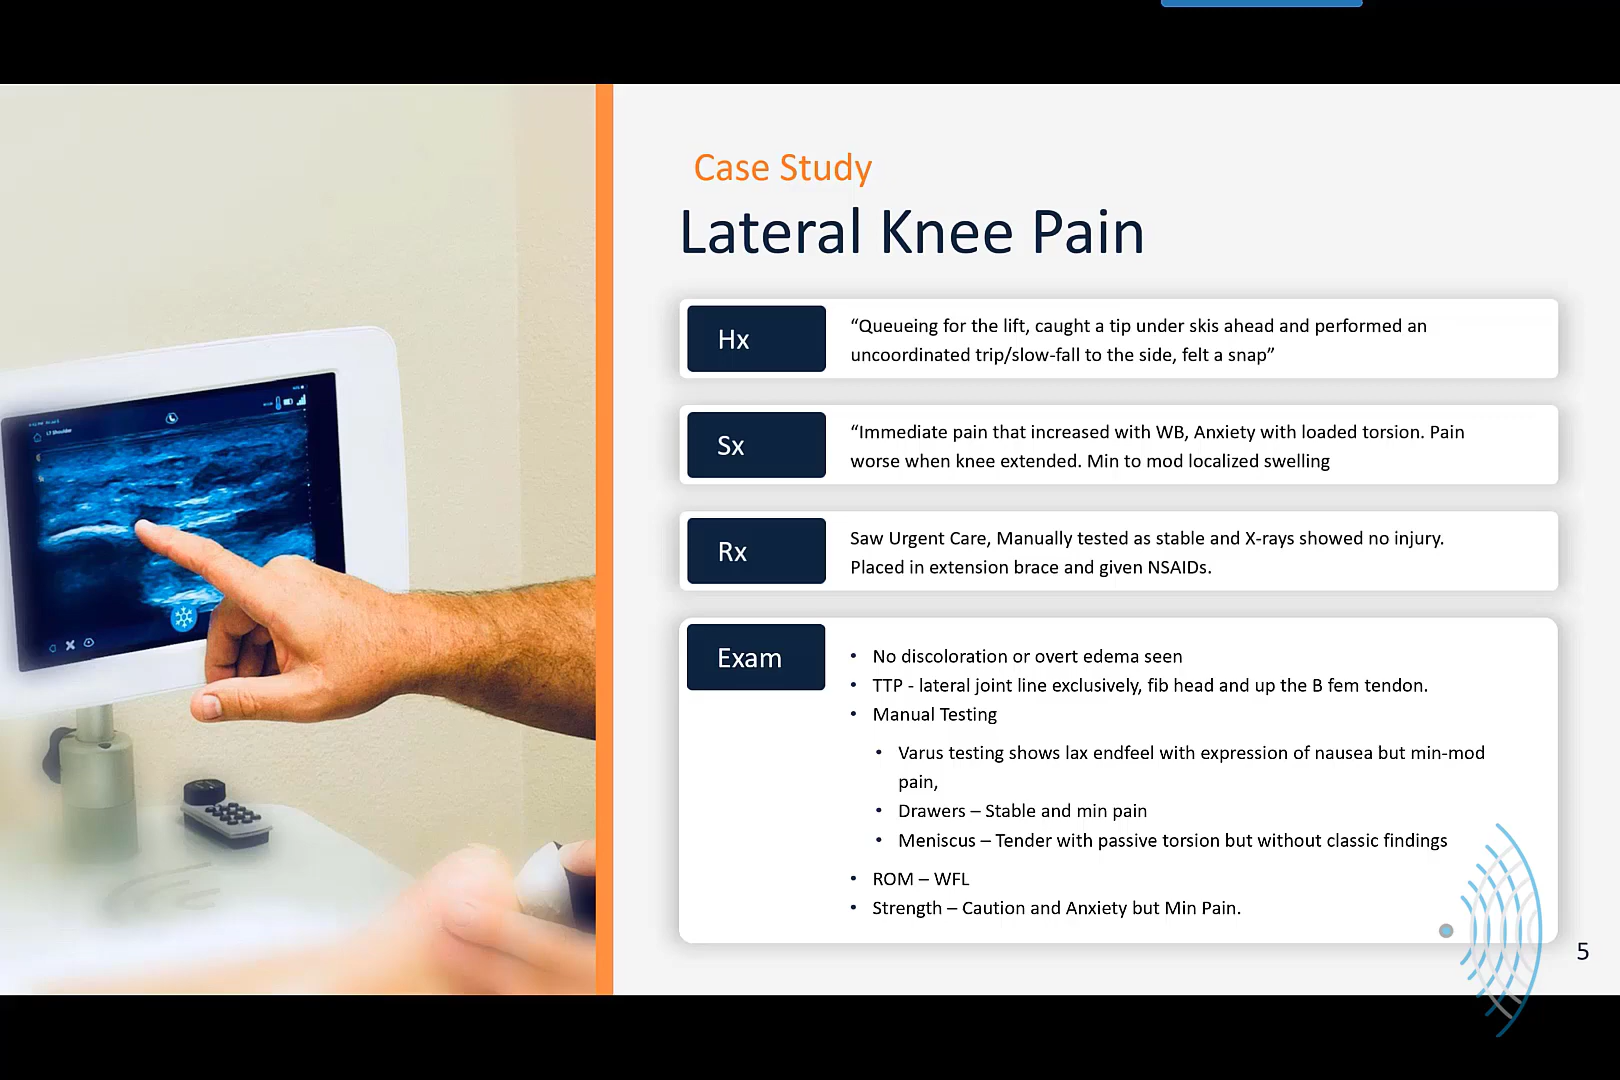 Case Study
Lateral Knee Pain
Hx
“Queueing for the lift, caught a tip under skis ahead and performed an
uncoordinated trip/slow-fall to the side, felt a snap”
Sx
“Immediate pain that increased with WB, Anxiety with loaded torsion. Pain
worse when knee extended. Min to mod localized swelling
Rx
Saw Urgent Care, Manually tested as stable and X-rays showed no injury.
Placed in extension brace and given NSAIDs.
Exam
• No discoloration or overt edema seen
• TTP - lateral joint line exclusively, fib head and up the B fem tendon.
• Manual Testing
• Varus testing shows lax endfeel with expression of nausea but min-mod
pain,
• Drawers – Stable and min pain
• Meniscus – Tender with passive torsion but without classic findings
• ROM – WFL
• Strength – Caution and Anxiety but Min Pain.
5